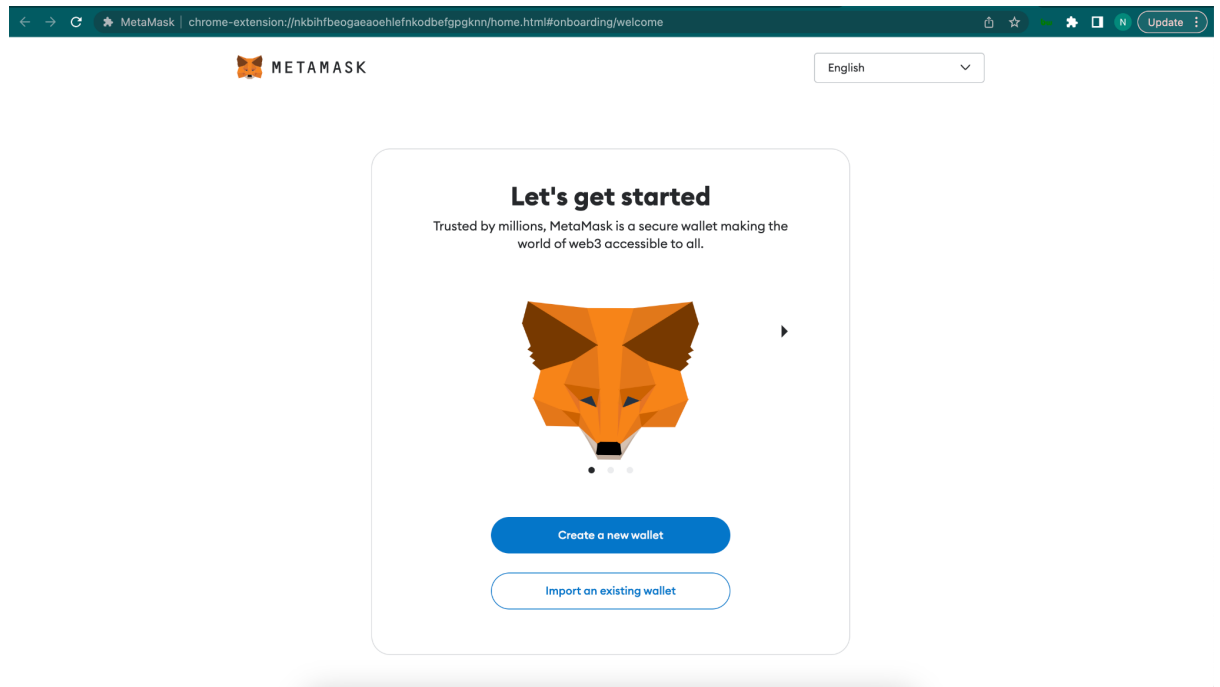 MetaMask | chrome-extension://nkbihfbeogaeaoehlefnkodbefgpgknn/home.html#onboarding/welcome N Update
METAMASK English
Let's get started
Trusted by millions, MetaMask is a secure wallet making the
world of web3 accessible to all.
Create a new wallet
Import an existing wallet